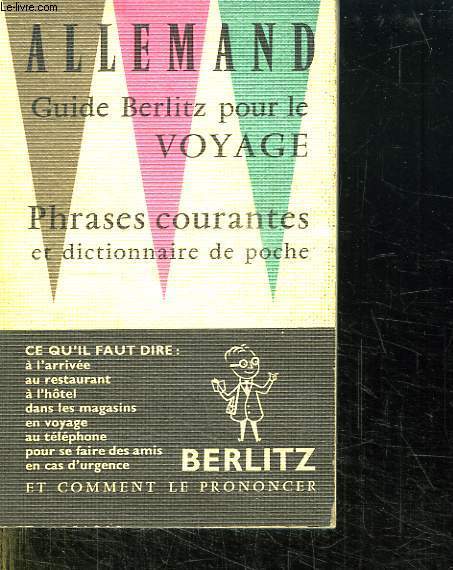 Le-livre.com
ALLEMAND
Guide Berlitz pour le
VOYAGE
Phrases courantes
et dictionnaire de poche
CE QU'IL FAUT DIRE :
à l'arrivée
au restaurant
à l'hôtel
dans les magasins
en voyage
au téléphone
pour se faire des amis
en cas d'urgence
BERLITZ
ET COMMENT LE PRONONCER